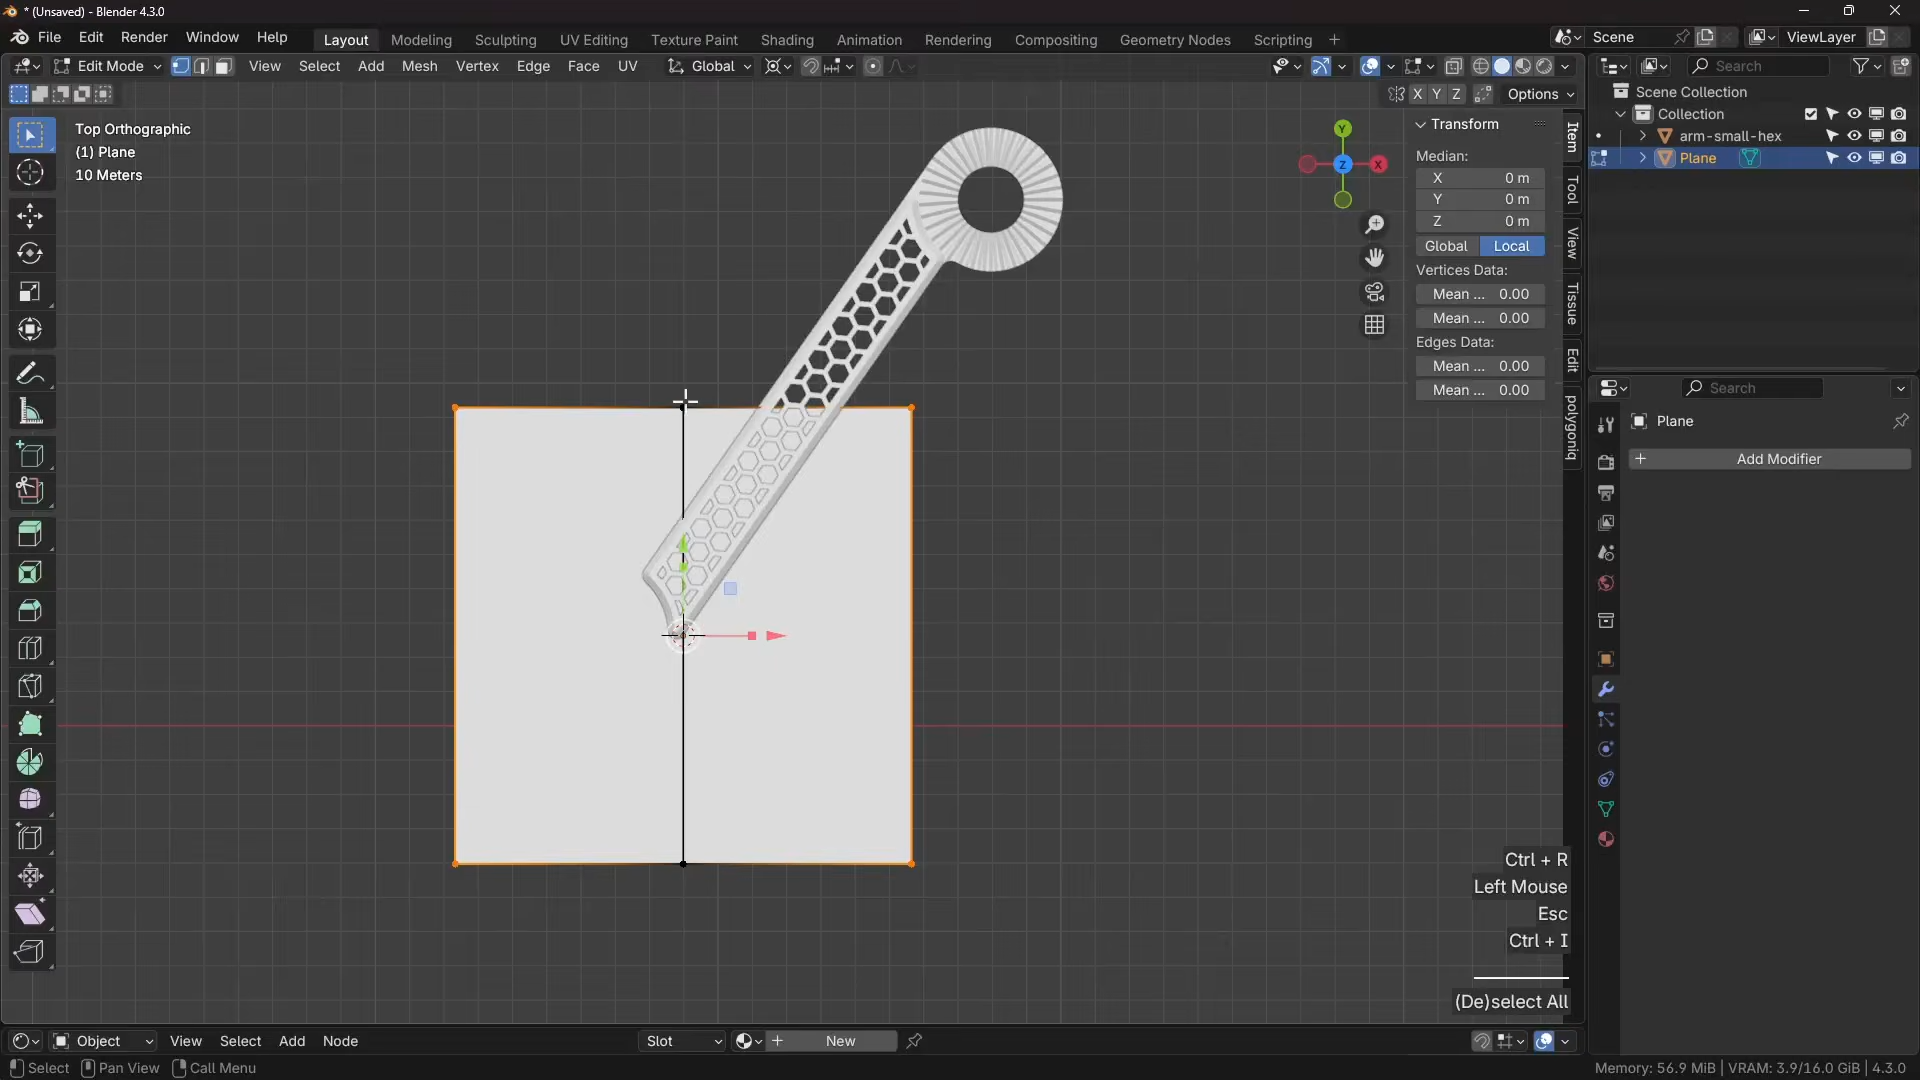 * (Unsaved) - Blender 4.3.0
File Edit Render Window Help Layout Modeling Sculpting UV Editing Texture Paint Shading Animation Rendering Compositing Geometry Nodes Scripting + Scene ViewLayer
Edit Mode View Select Add Mesh Vertex Edge Face UV Global Search
X Y Z Options
Scene Collection
Collection
arm-small-hex
Plane
Top Orthographic
(1) Plane
10 Meters
Y
Z X
Transform
Median:
X 0 m
Y 0 m
Z 0 m
Global Local
Vertices Data:
Mean ... 0.00
Mean ... 0.00
Edges Data:
Mean ... 0.00
Mean ... 0.00
Item
Tool
View
Tissue
Edit
polygoniq
Search
Plane
+ Add Modifier
Ctrl + R
Left Mouse
Esc
Ctrl + I
(De)select All
Object View Select Add Node Slot + New
Select Pan View Call Menu Memory: 56.9 MiB | VRAM: 3.9/16.0 GiB | 4.3.0